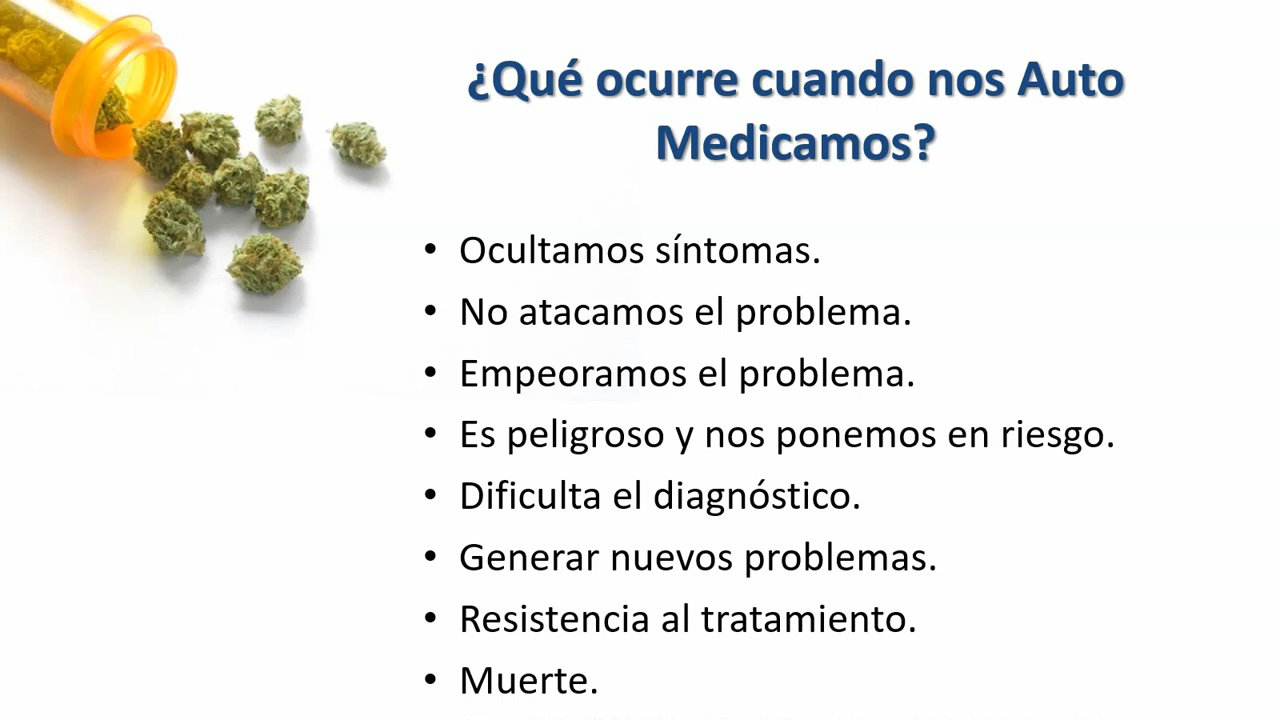 ¿Qué ocurre cuando nos Auto
Medicamos?
• Ocultamos síntomas.
• No atacamos el problema.
• Empeoramos el problema.
• Es peligroso y nos ponemos en riesgo.
• Dificulta el diagnóstico.
• Generar nuevos problemas.
• Resistencia al tratamiento.
• Muerte.